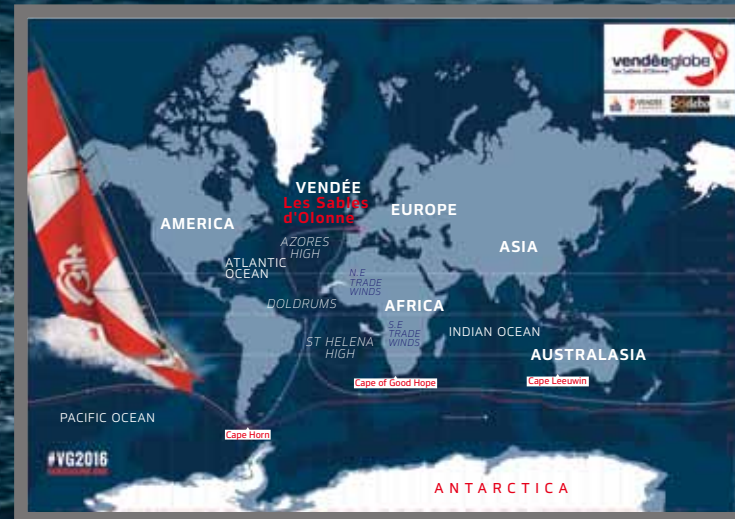 vendéeglobe
Les Sables d'Olonne
VENDÉE
Sodebo
VENDÉE
Les Sables
d'Olonne
EUROPE
AMERICA
AZORES
HIGH
ASIA
ATLANTIC
OCEAN
N.E
TRADE
WINDS
DOLDRUMS
AFRICA
S.E
TRADE
WINDS
INDIAN OCEAN
ST HELENA
HIGH
AUSTRALASIA
Cape of Good Hope
Cape Leeuwin
PACIFIC OCEAN
Cape Horn
#VG2016
ANTARCTICA